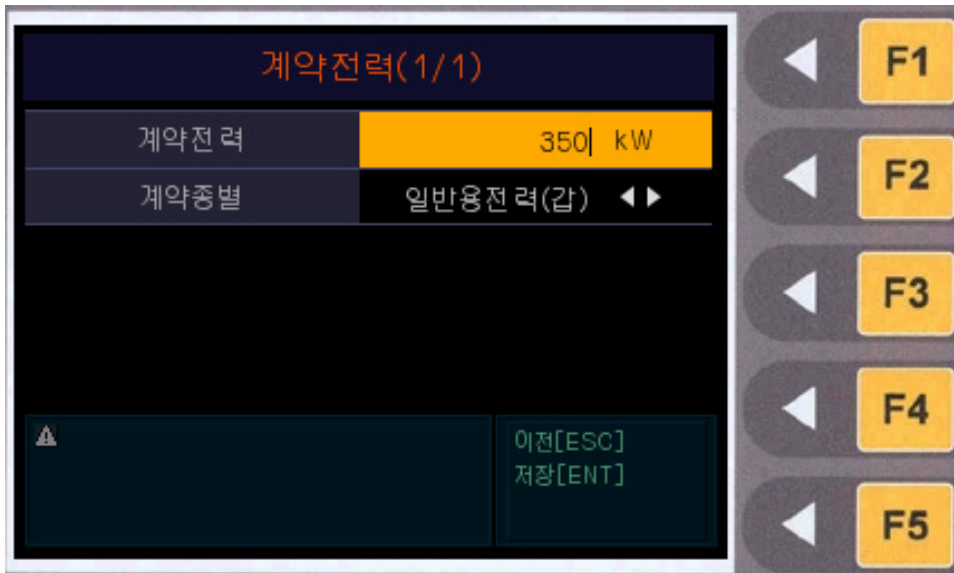 계약전력(1/1)
F1
계약전력 350 kW
F2
계약종별 일반용전력(갑)
F3
F4
이전[ESC]
저장[ENT]
F5